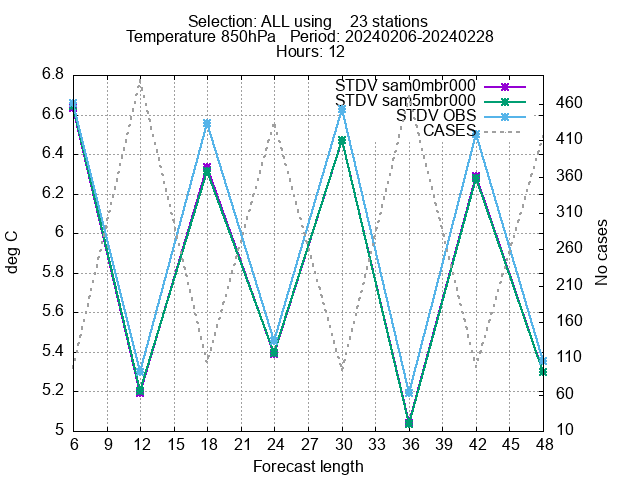 Selection: ALL using    23 stations
Temperature 850hPa   Period: 20240206-20240228
Hours: 12
STDV sam0mbr000
STDV sam5mbr000
STDV OBS
CASES
6.8
6.6
6.4
6.2
6
5.8
5.6
5.4
5.2
5
460
410
360
310
260
210
160
110
60
10
deg C
No cases
6 9 12 15 18 21 24 27 30 33 36 39 42 45 48
Forecast length